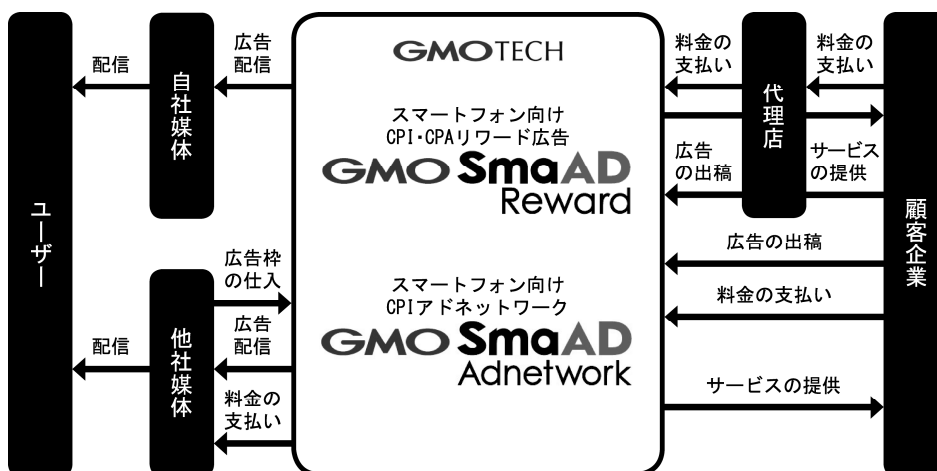 ユーザー
配信
自社媒体
広告
配信
GMOTECH
スマートフォン向け
CPI・CPAリワード広告
GMO SmaAD
Reward
料金の
支払い
代理店
料金の
支払い
広告
の出稿
サービス
の提供
顧客企業
広告の出稿
料金の支払い
サービスの提供
広告枠
の仕入
スマートフォン向け
CPIアドネットワーク
GMO SmaAD
Adnetwork
配信
他社媒体
広告
配信
料金の
支払い